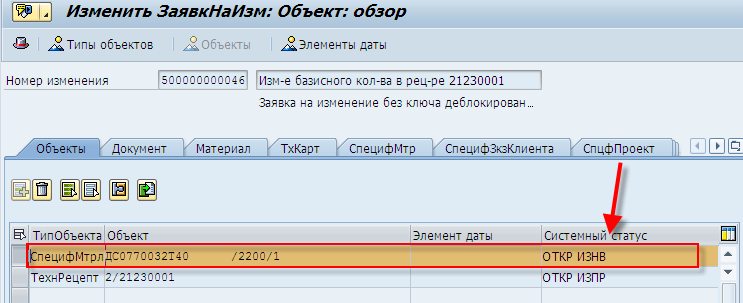 Изменить ЗаявкНаИзм: Объект: обзор
Типы объектов Объекты Элементы даты
Номер изменения 500000000046 Изм-е базисного кол-ва в рец-ре 21230001
Заявка на изменение без ключа деблокирован…
Объекты Документ Материал ТхКарт СпецифМтр СпецифЗкзКлиента СпцфПроект
ТипОбъекта Объект Элемент даты Системный статус
СпецифМтрл ДС0770032Т40 /2200/1 ОТКР ИЗНВ
ТехнРецепт 2/21230001 ОТКР ИЗПР